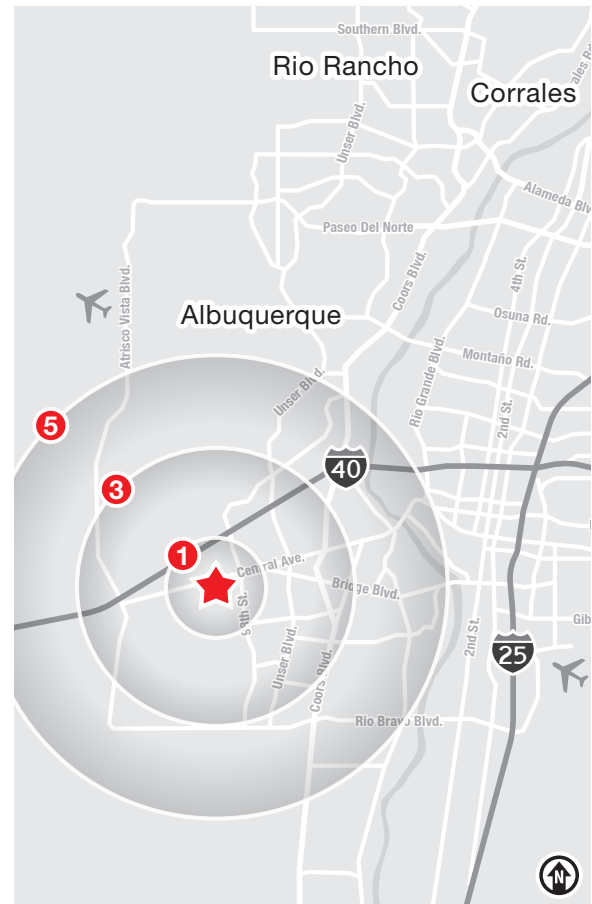 Southern Blvd.
Rio Rancho
Corrales
Unser Blvd.
Alameda Blv
Paseo Del Norte
4th St.
Coors Blvd.
Atrisco Vista Blvd.
Albuquerque
Osuna Rd.
Montaño Rd.
Rio Grande Blvd.
Unser Blvd.
2nd St.
5
40
3
1
Central Ave.
Bridge Blvd.
98th St.
Gib
2nd St.
Unser Blvd.
25
Coors Blvd.
Rio Bravo Blvd.
N